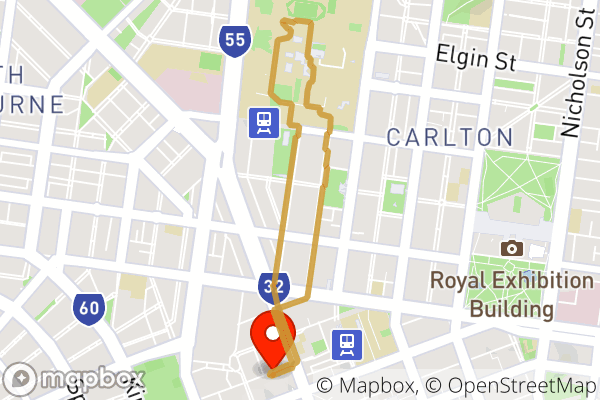 55
Elgin St
Nicholson St
TH
URNE
CARLTON
32
60
Royal Exhibition
Building
mapbox
© Mapbox, © OpenStreetMap